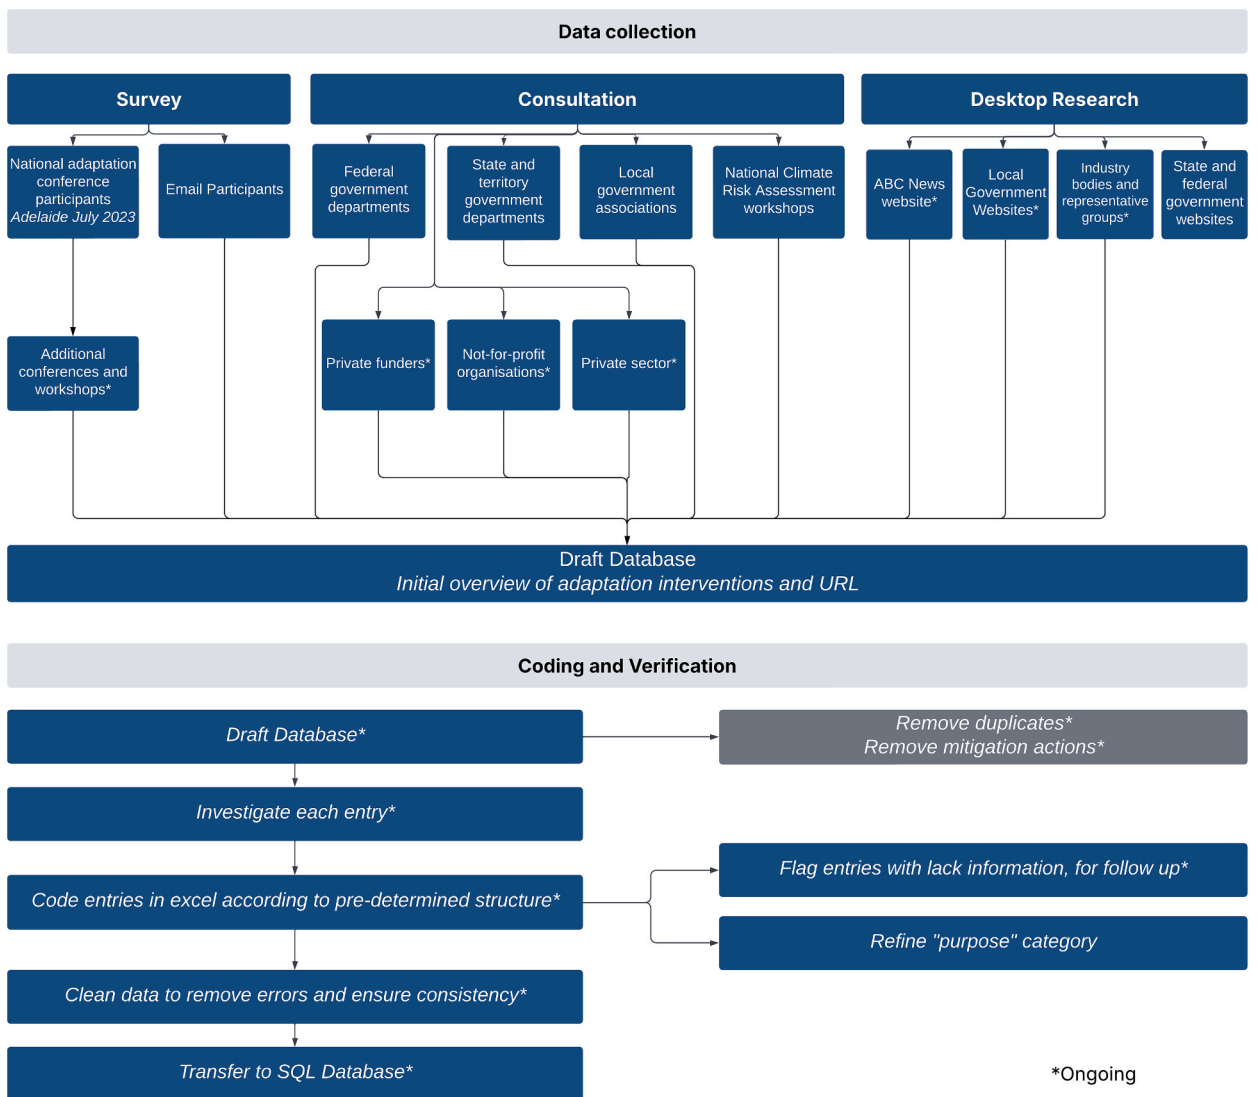 Data collection
Survey
Consultation
Desktop Research
National adaptation
conference
participants
Adelaide July 2023
Email Participants
Federal
government
departments
State and
territory
government
departments
Local
government
associations
National Climate
Risk Assessment
workshops
ABC News
website*
Local
Government
Websites*
Industry
bodies and
representative
groups*
State and
federal
government
websites
Additional
conferences and
workshops*
Private funders*
Not-for-profit
organisations*
Private sector*
Draft Database
Initial overview of adaptation interventions and URL
Coding and Verification
Draft Database*
Remove duplicates*
Remove mitigation actions*
Investigate each entry*
Code entries in excel according to pre-determined structure*
Flag entries with lack information, for follow up*
Refine "purpose" category
Clean data to remove errors and ensure consistency*
Transfer to SQL Database*
*Ongoing